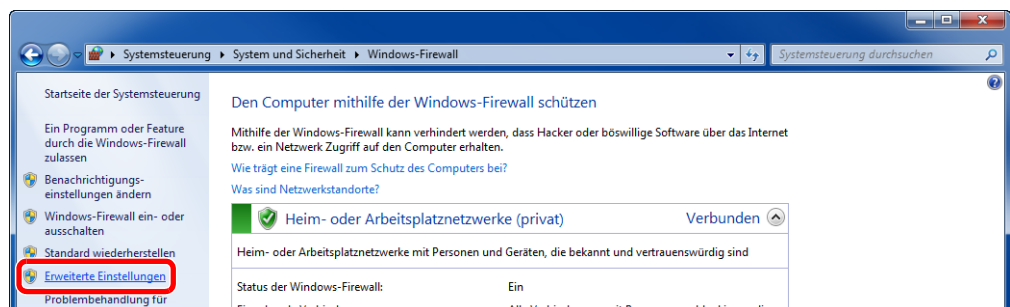 Systemsteuerung ▸ System und Sicherheit ▸ Windows-Firewall
Systemsteuerung durchsuchen
Startseite der Systemsteuerung
Ein Programm oder Feature
durch die Windows-Firewall
zulassen
Benachrichtigungs-
einstellungen ändern
Windows-Firewall ein- oder
ausschalten
Standard wiederherstellen
Erweiterte Einstellungen
Problembehandlung für
Den Computer mithilfe der Windows-Firewall schützen
Mithilfe der Windows-Firewall kann verhindert werden, dass Hacker oder böswillige Software über das Internet
bzw. ein Netzwerk Zugriff auf den Computer erhalten.
Wie trägt eine Firewall zum Schutz des Computers bei?
Was sind Netzwerkstandorte?
Heim- oder Arbeitsplatznetzwerke (privat) Verbunden
Heim- oder Arbeitsplatznetzwerke mit Personen und Geräten, die bekannt und vertrauenswürdig sind
Status der Windows-Firewall: Ein